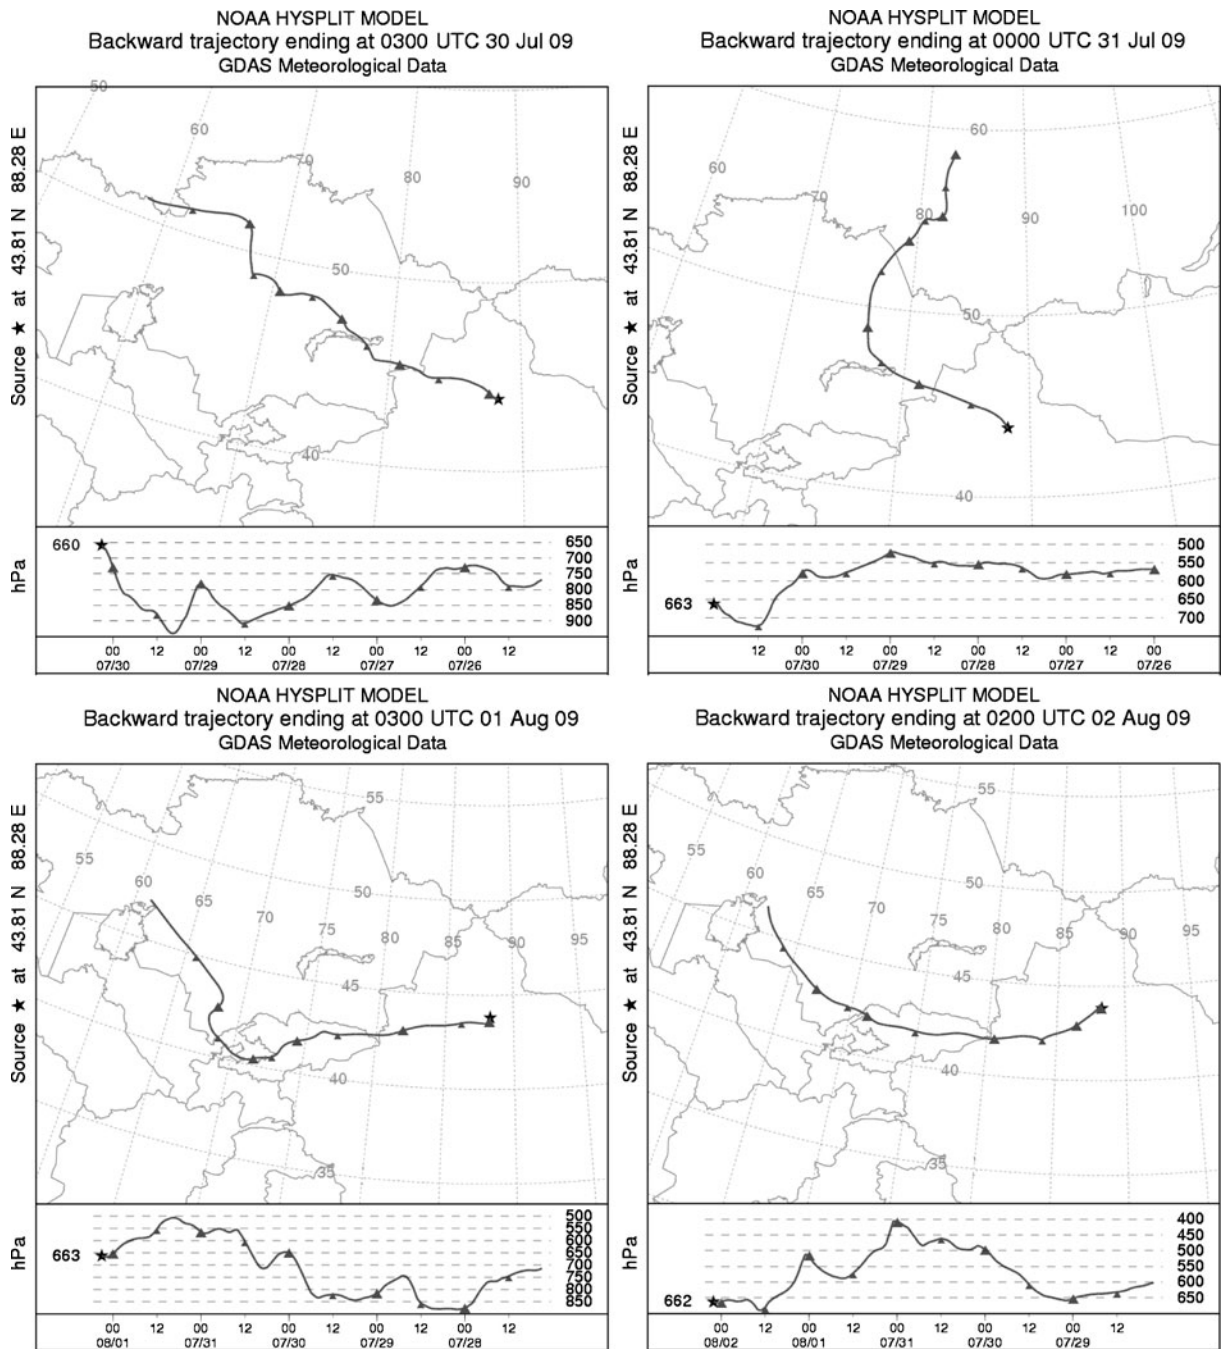 NOAA HYSPLIT MODEL
Backward trajectory ending at 0300 UTC 30 Jul 09
GDAS Meteorological Data
Source ★ at 43.81 N 88.28 E
50
60
70
80
90
50
40
hPa
660
650
700
750
800
850
900
00 12 00 12 00 12 00 12 00 12
07/30 07/29 07/28 07/27 07/26
NOAA HYSPLIT MODEL
Backward trajectory ending at 0000 UTC 31 Jul 09
GDAS Meteorological Data
Source ★ at 43.81 N 88.28 E
60
60
70
80
90
100
50
40
hPa
663
500
550
600
650
700
12 00 12 00 12 00 12 00 12 00
07/30 07/29 07/28 07/27 07/26
NOAA HYSPLIT MODEL
Backward trajectory ending at 0300 UTC 01 Aug 09
GDAS Meteorological Data
Source ★ at 43.81 N 88.28 E
55
55
60
50
65
70
75
80
85
90
95
45
40
35
hPa
663
500
550
600
650
700
750
800
850
00 12 00 12 00 12 00 12 00 12
08/01 07/31 07/30 07/29 07/28
NOAA HYSPLIT MODEL
Backward trajectory ending at 0200 UTC 02 Aug 09
GDAS Meteorological Data
Source ★ at 43.81 N 88.28 E
55
55
60
50
65
70
75
80
85
90
95
45
40
35
hPa
662
400
450
500
550
600
650
00 12 00 12 00 12 00 12 00 12
08/02 08/01 07/31 07/30 07/29